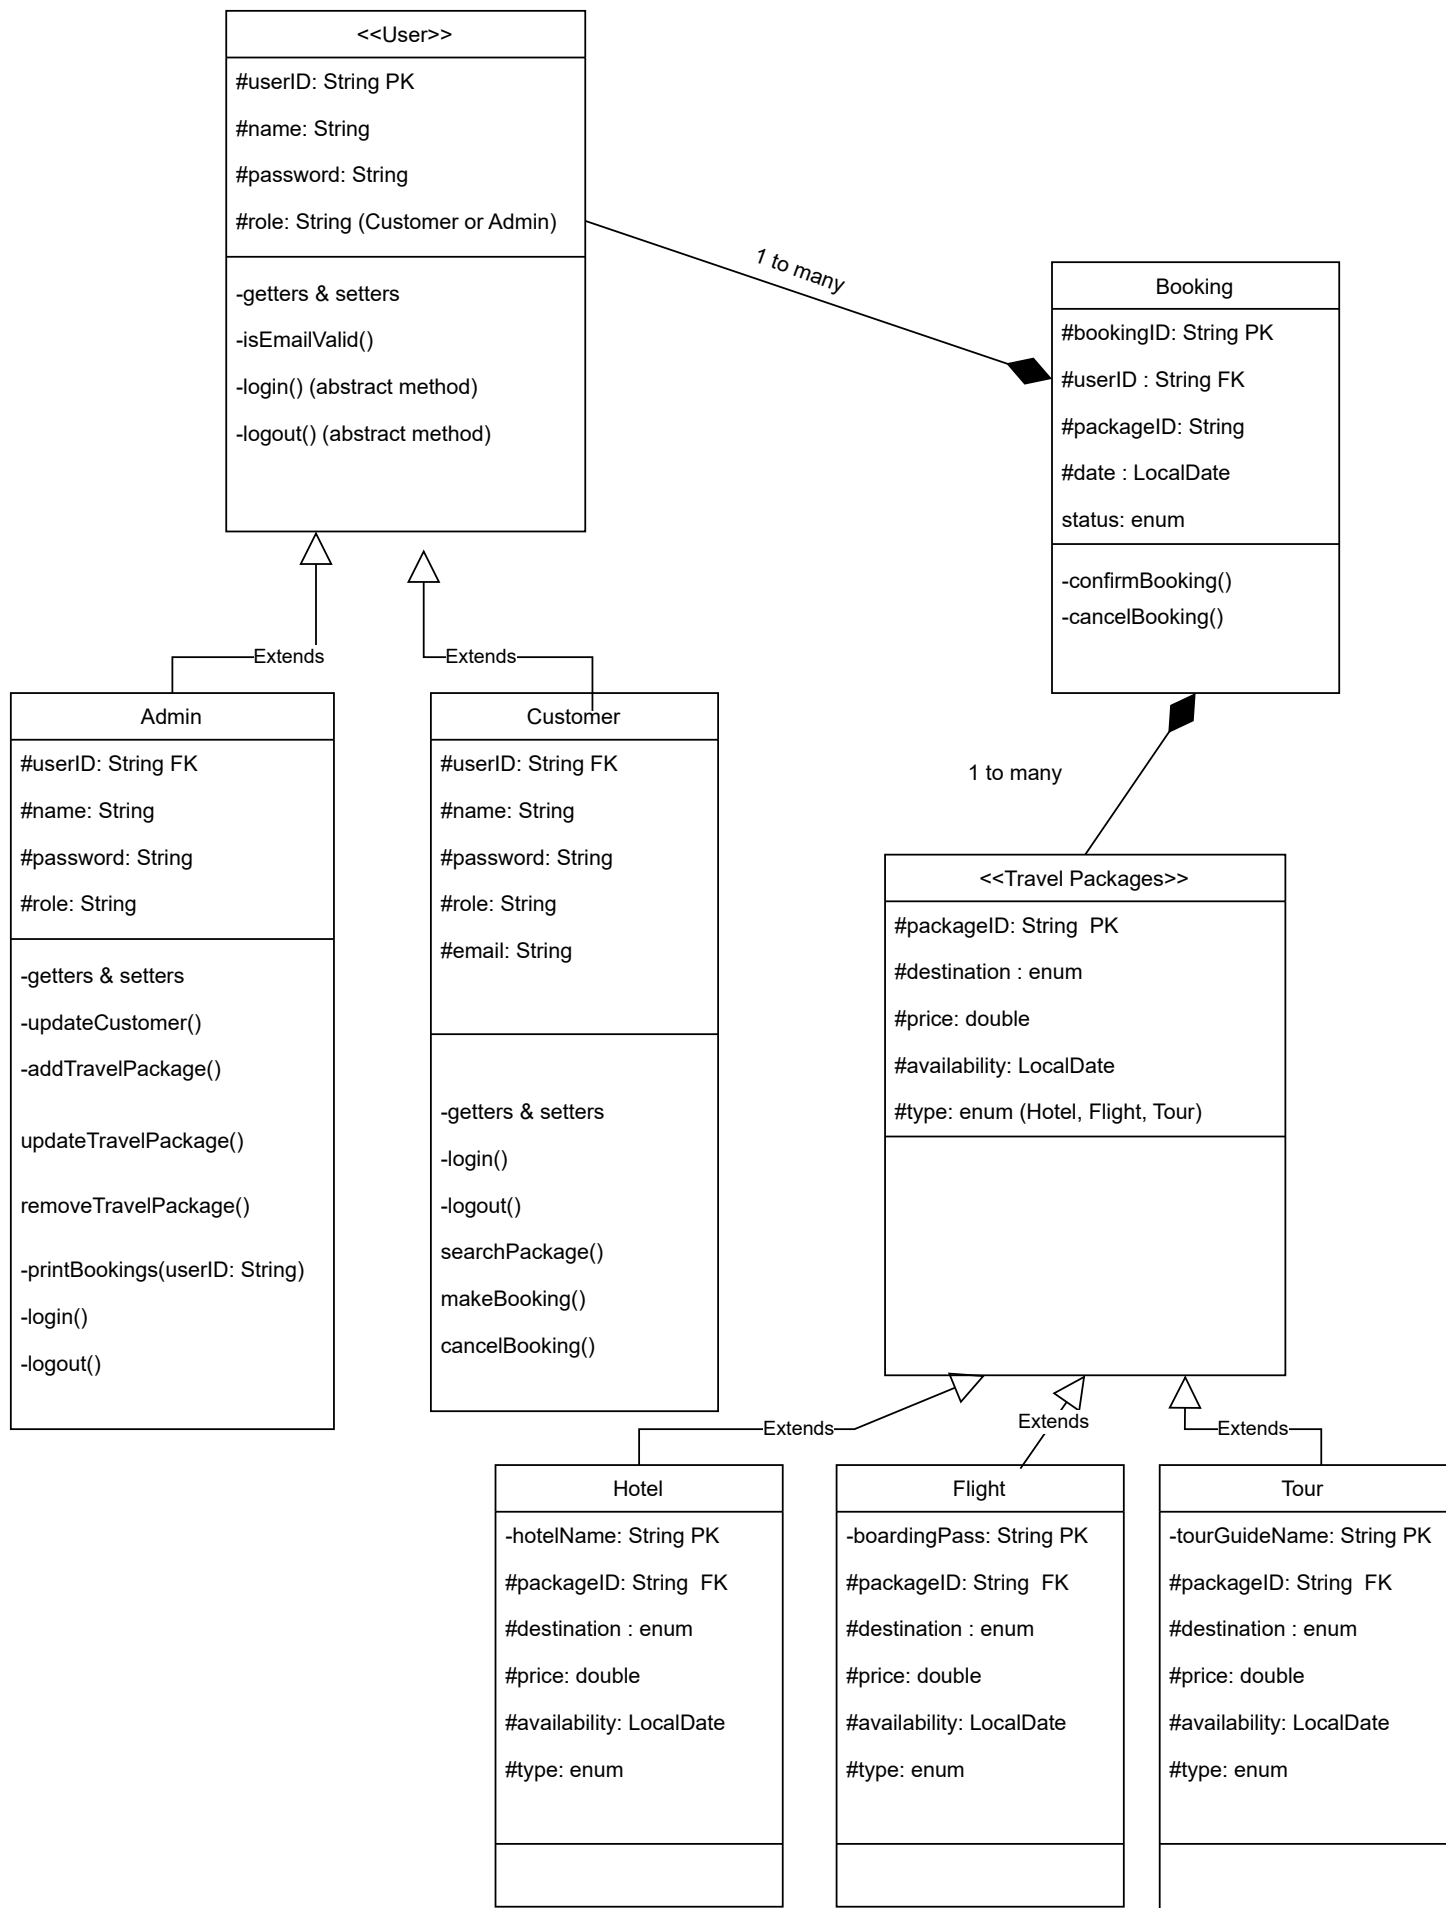 <<User>>
#userID: String PK
#name: String
#password: String
#role: String (Customer or Admin)
-getters & setters
-isEmailValid()
-login() (abstract method)
-logout() (abstract method)
1 to many
Booking
#bookingID: String PK
#userID : String FK
#packageID: String
#date : LocalDate
status: enum
-confirmBooking()
-cancelBooking()
Extends
Extends
Admin
#userID: String FK
#name: String
#password: String
#role: String
-getters & setters
-updateCustomer()
-addTravelPackage()
updateTravelPackage()
removeTravelPackage()
-printBookings(userID: String)
-login()
-logout()
Customer
#userID: String FK
#name: String
#password: String
#role: String
#email: String
-getters & setters
-login()
-logout()
searchPackage()
makeBooking()
cancelBooking()
1 to many
<<Travel Packages>>
#packageID: String  PK
#destination : enum
#price: double
#availability: LocalDate
#type: enum (Hotel, Flight, Tour)
Extends
Extends
Extends
Hotel
-hotelName: String PK
#packageID: String  FK
#destination : enum
#price: double
#availability: LocalDate
#type: enum
Flight
-boardingPass: String PK
#packageID: String  FK
#destination : enum
#price: double
#availability: LocalDate
#type: enum
Tour
-tourGuideName: String PK
#packageID: String  FK
#destination : enum
#price: double
#availability: LocalDate
#type: enum